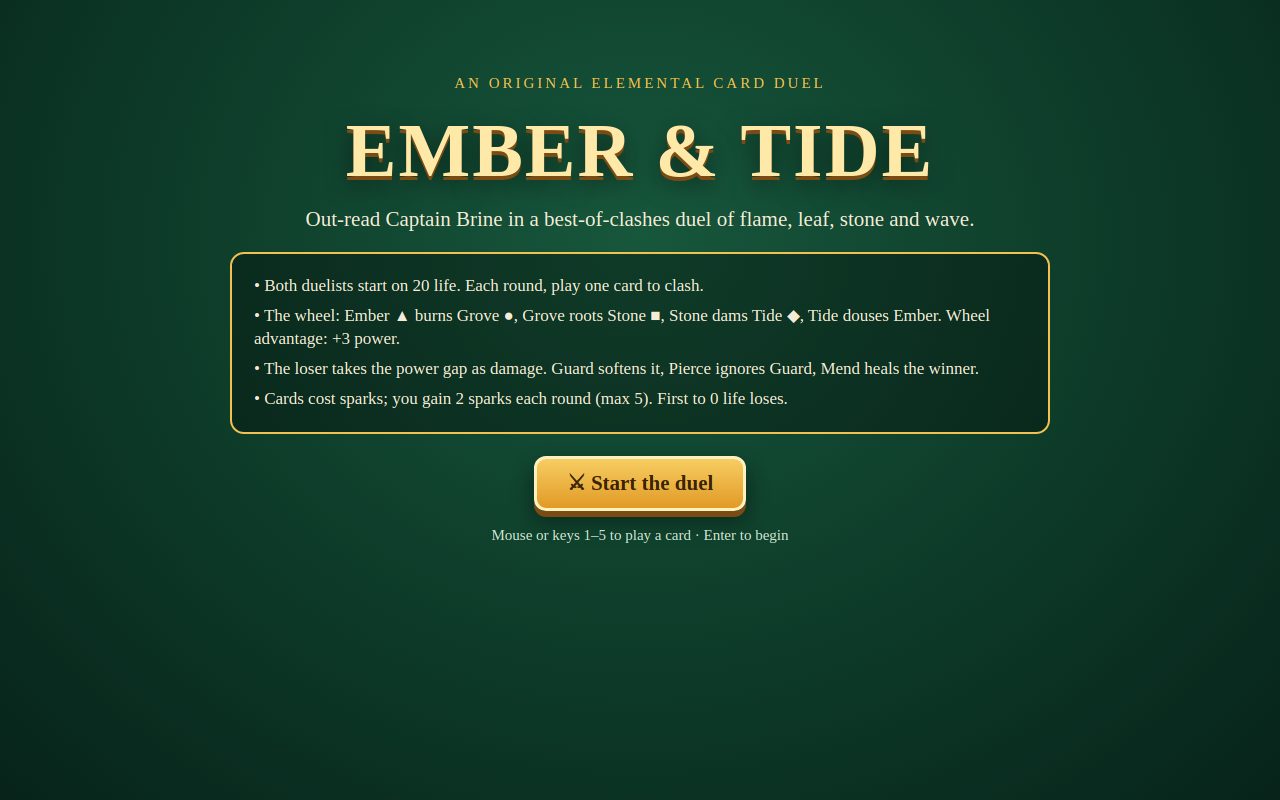 AN ORIGINAL ELEMENTAL CARD DUEL
EMBER & TIDE
Out-read Captain Brine in a best-of-clashes duel of flame, leaf, stone and wave.
• Both duelists start on 20 life. Each round, play one card to clash.
• The wheel: Ember ▲ burns Grove ●, Grove roots Stone ■, Stone dams Tide ◆, Tide douses Ember. Wheel
advantage: +3 power.
• The loser takes the power gap as damage. Guard softens it, Pierce ignores Guard, Mend heals the winner.
• Cards cost sparks; you gain 2 sparks each round (max 5). First to 0 life loses.
⚔ Start the duel
Mouse or keys 1–5 to play a card · Enter to begin